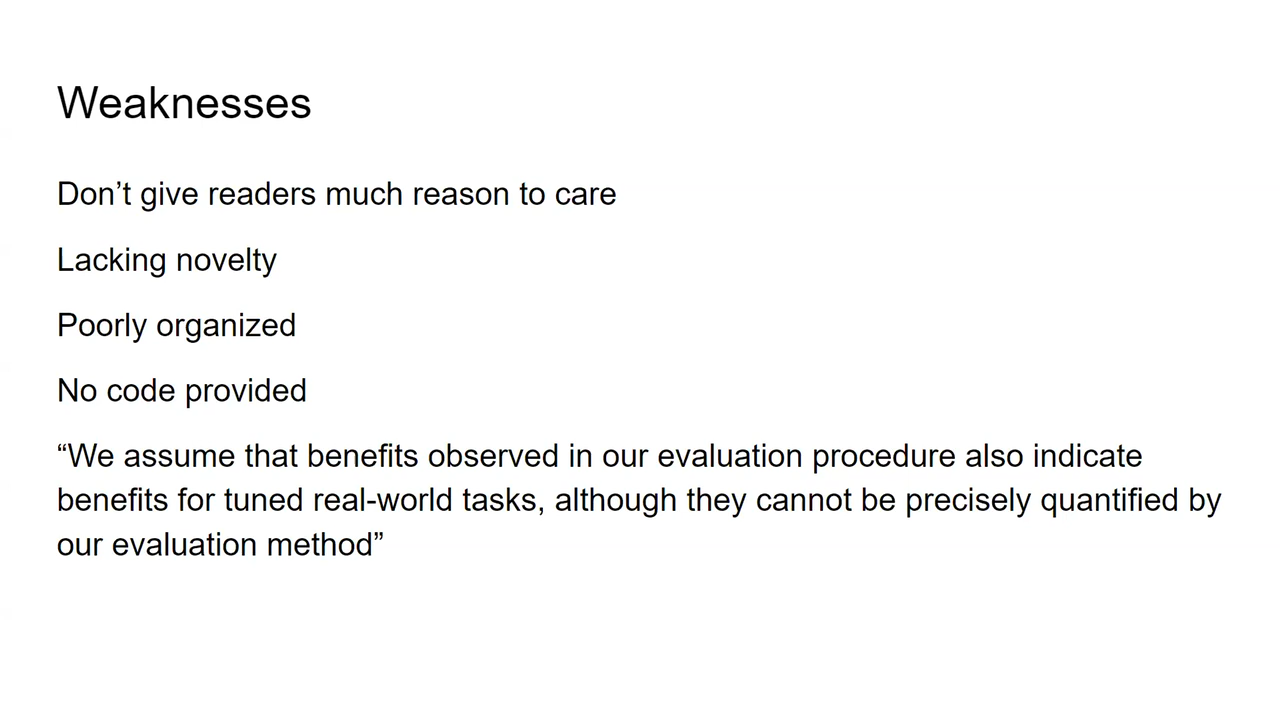 Weaknesses
Don’t give readers much reason to care
Lacking novelty
Poorly organized
No code provided
“We assume that benefits observed in our evaluation procedure also indicate
benefits for tuned real-world tasks, although they cannot be precisely quantified by
our evaluation method”